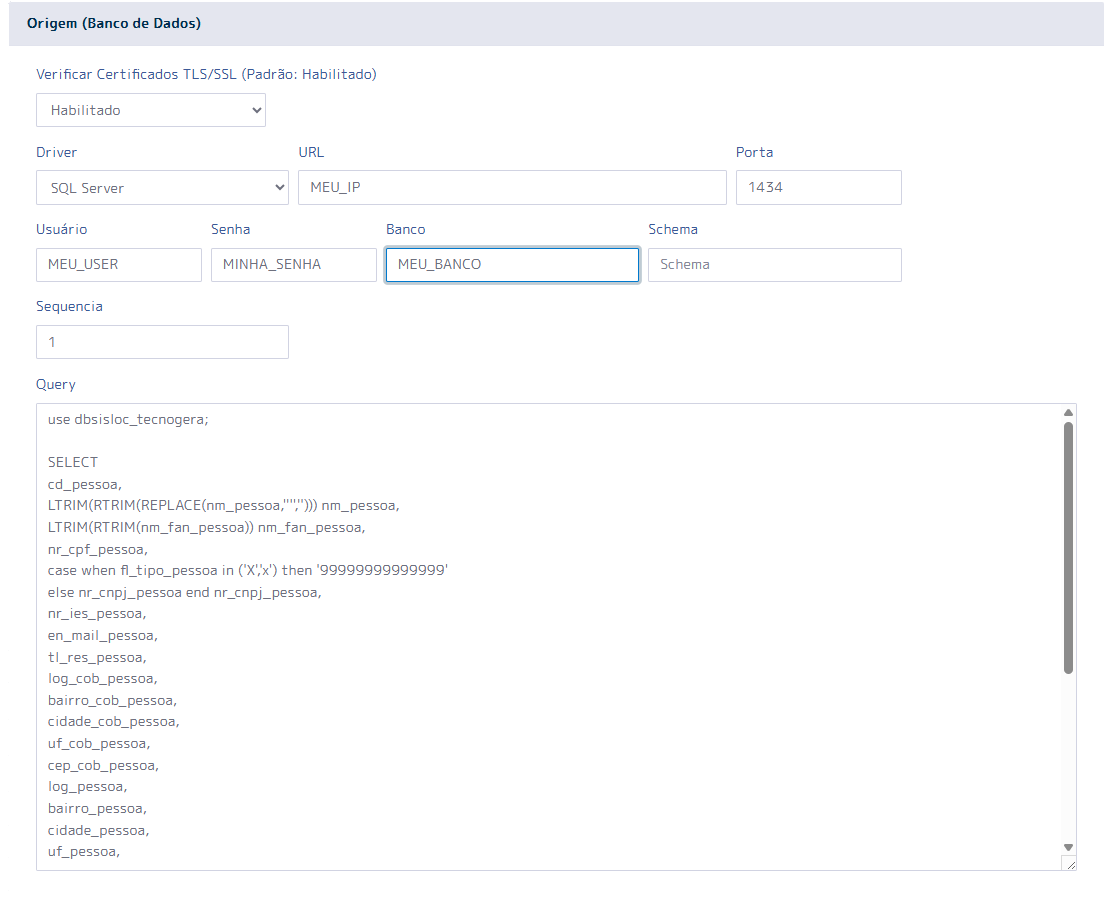 Origem (Banco de Dados)
Verificar Certificados TLS/SSL (Padrão: Habilitado)
Habilitado
Driver URL Porta
SQL Server MEU_IP 1434
Usuário Senha Banco Schema
MEU_USER MINHA_SENHA MEU_BANCO Schema
Sequencia
1
Query
use dbsisloc_tecnogera;
SELECT
cd_pessoa,
LTRIM(RTRIM(REPLACE(nm_pessoa,'''',''))) nm_pessoa,
LTRIM(RTRIM(nm_fan_pessoa)) nm_fan_pessoa,
nr_cpf_pessoa,
case when fl_tipo_pessoa in ('X','x') then '99999999999999'
else nr_cnpj_pessoa end nr_cnpj_pessoa,
nr_ies_pessoa,
en_mail_pessoa,
tl_res_pessoa,
log_cob_pessoa,
bairro_cob_pessoa,
cidade_cob_pessoa,
uf_cob_pessoa,
cep_cob_pessoa,
log_pessoa,
bairro_pessoa,
cidade_pessoa,
uf_pessoa,